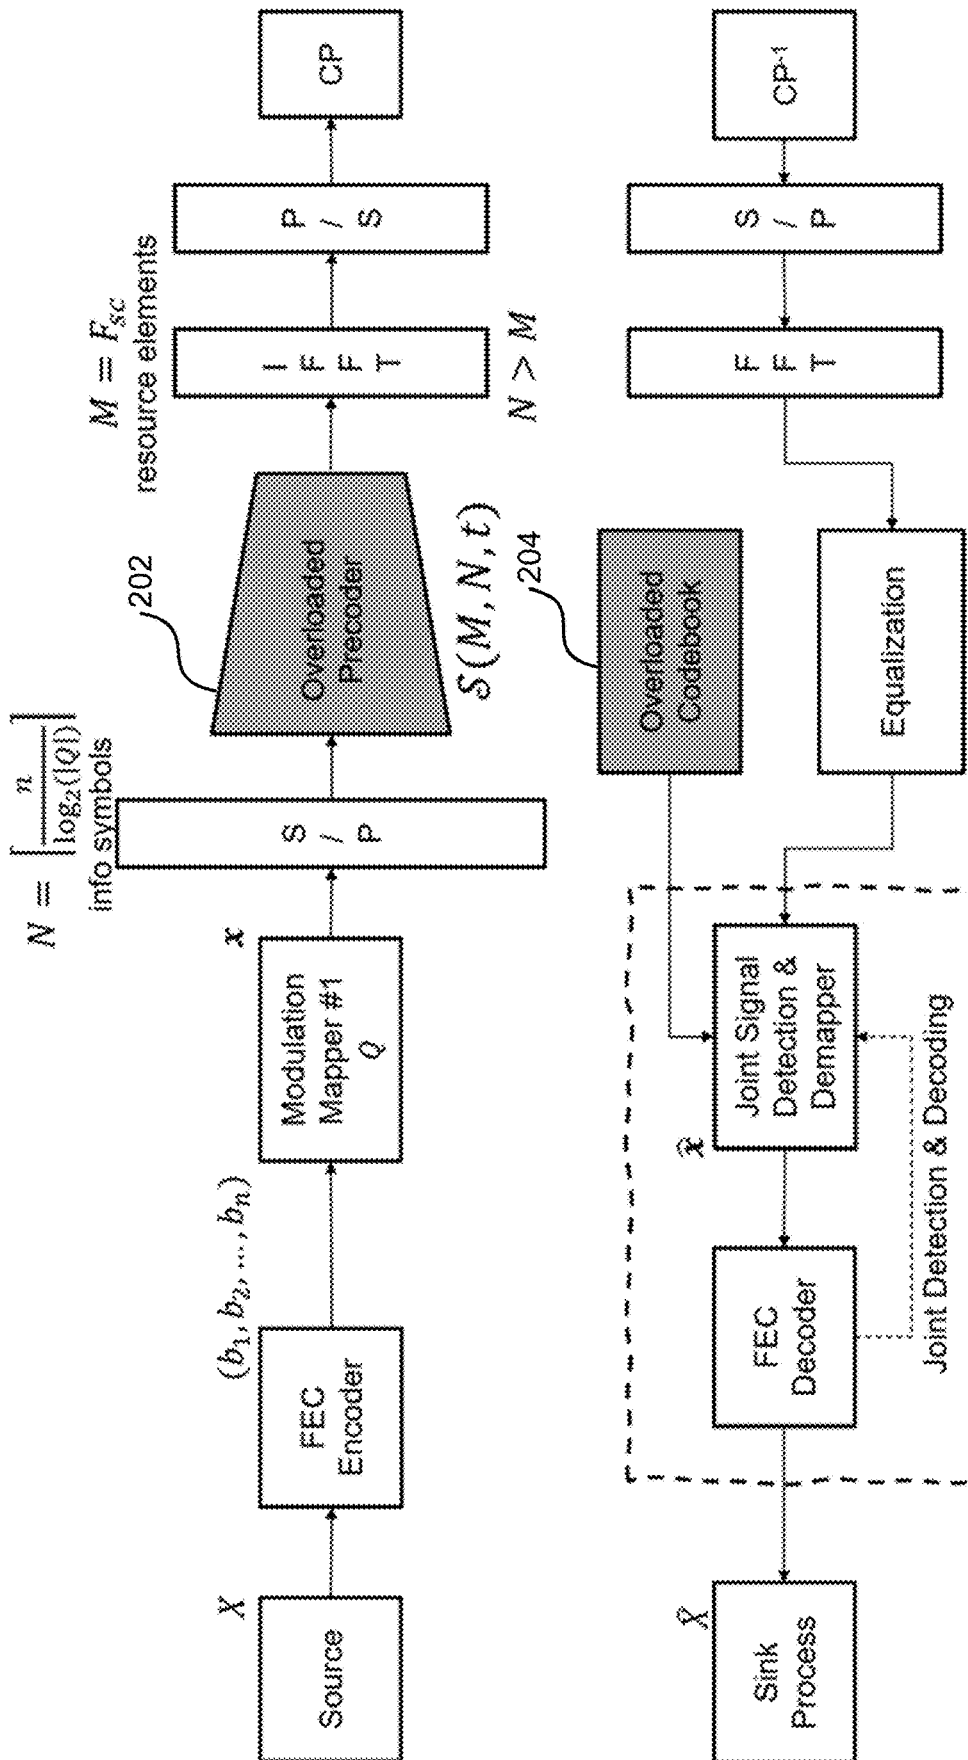 X
Source
FEC
Encoder
(b₁, b₂, ..., bₙ)
Modulation
Mapper #1
Q
x
N = ⌈n / log₂(|Q|)⌉
info symbols
S
/
P
202
Overloaded
Precoder
S(M, N, t)
M = F_sc
resource elements
I
F
F
T
N > M
P
/
S
CP
CP⁻¹
S
/
P
F
F
T
Equalization
204
Overloaded
Codebook
Joint Signal
Detection &
Demapper
x̂
FEC
Decoder
Joint Detection & Decoding
X̂
Sink
Process